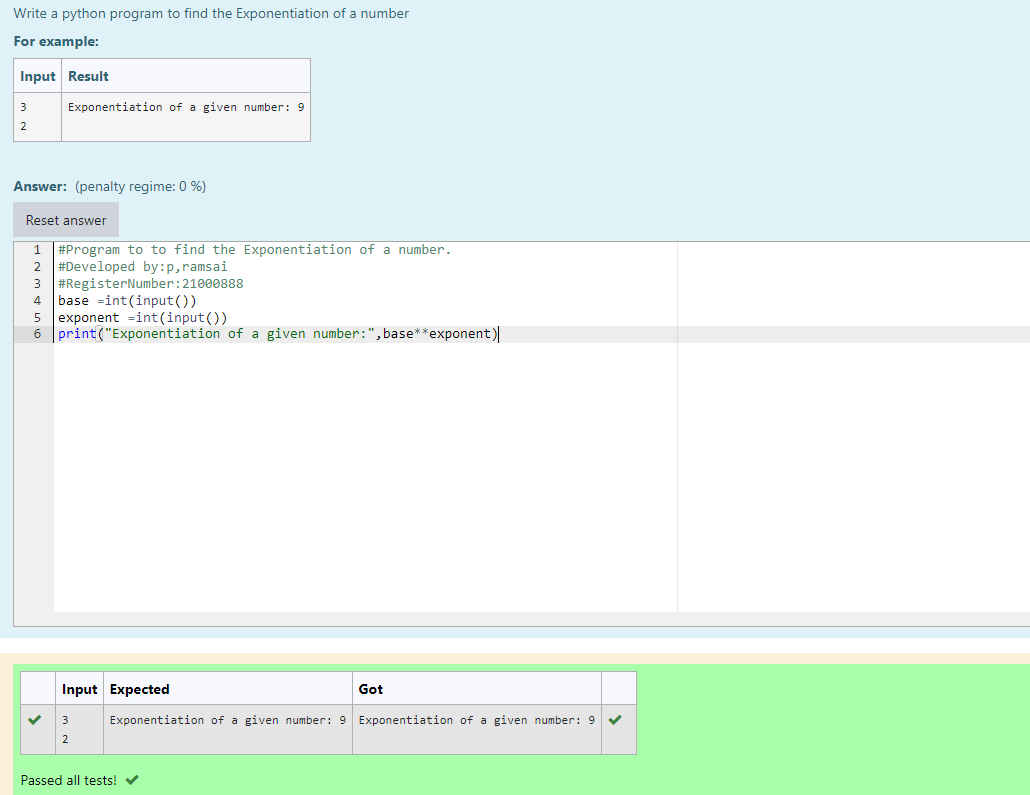 Write a python program to find the Exponentiation of a number
For example:
Input Result
3 Exponentiation of a given number: 9
2
Answer: (penalty regime: 0 %)
Reset answer
1 #Program to to find the Exponentiation of a number.
2 #Developed by:p,ramsai
3 #RegisterNumber:21000888
4 base =int(input())
5 exponent =int(input())
6 print("Exponentiation of a given number:",base**exponent)
Input Expected Got
3 Exponentiation of a given number: 9 Exponentiation of a given number: 9
2
Passed all tests!